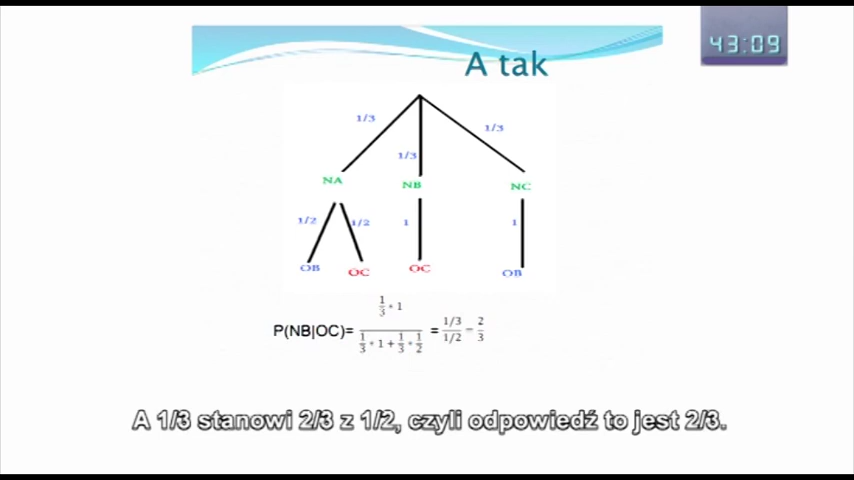 43:09
A tak
1/3
1/3
1/3
NA NB NC
1/2 1/2 1 1
OB OC OC OB
P(NB|OC)= (1/3 * 1) / (1/3 * 1 + 1/3 * 1/2) = (1/3)/(1/2) = 2/3
A 1/3 stanowi 2/3 z 1/2, czyli odpowiedź to jest 2/3.